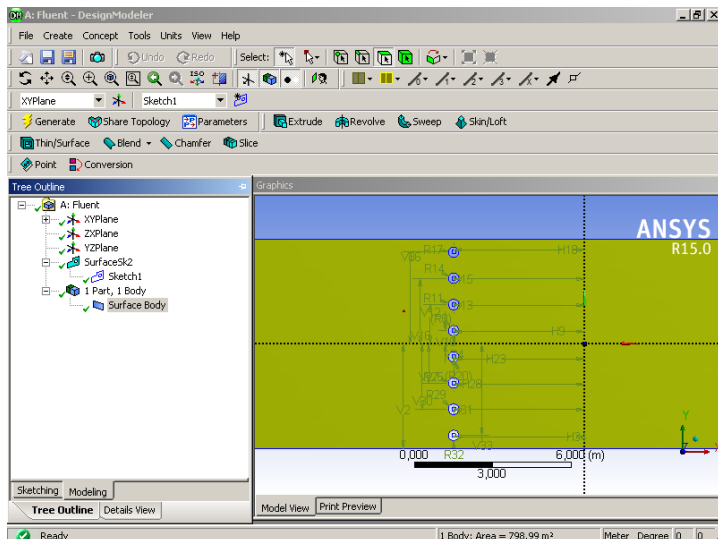 A: Fluent - DesignModeler
File Create Concept Tools Units View Help
Undo Redo Select:
ISO
XYPlane Sketch1
Generate Share Topology Parameters Extrude Revolve Sweep Skin/Loft
Thin/Surface Blend Chamfer Slice
Point Conversion
Tree Outline
A: Fluent
XYPlane
ZXPlane
YZPlane
SurfaceSk2
Sketch1
1 Part, 1 Body
Surface Body
Sketching Modeling
Tree Outline Details View
Graphics
ANSYS
R15.0
R17 H18
R14
R11
H9
H23
R29
V2
V33
R32
Y
0,000 6,000 (m)
3,000
Model View Print Preview
Ready 1 Body: Area = 798,99 m² Meter Degree 0 0